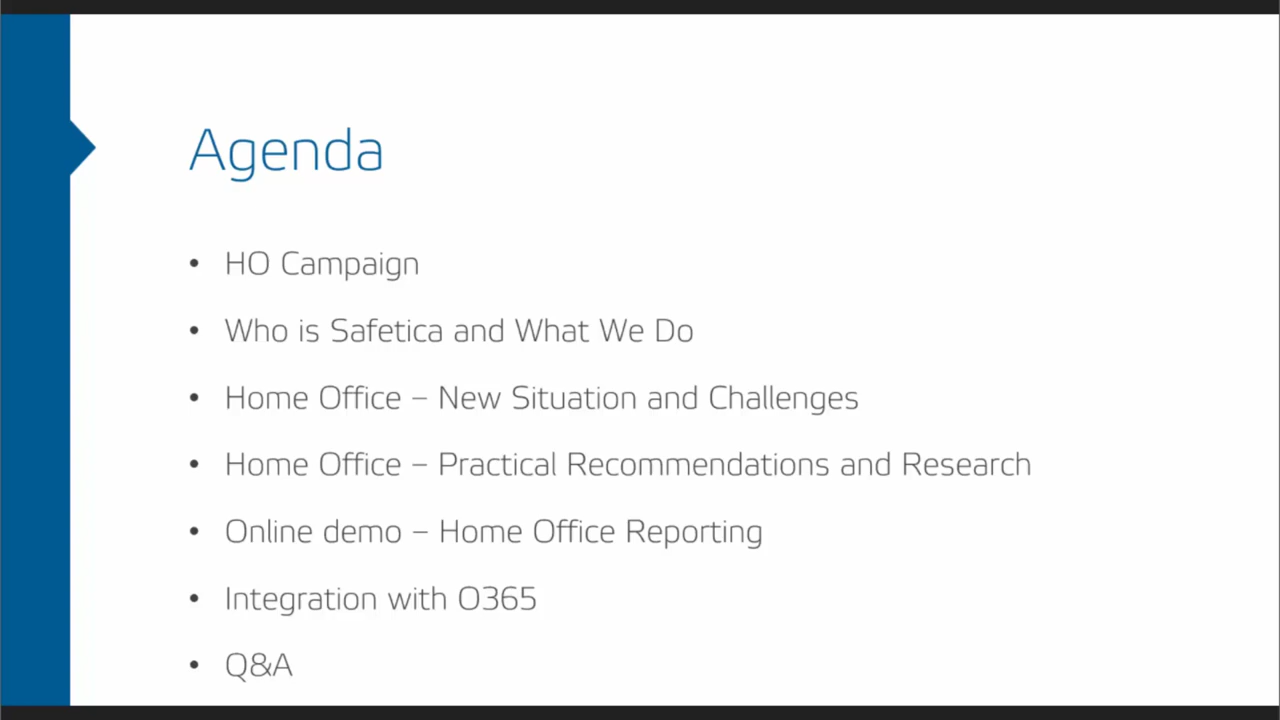 Agenda
• HO Campaign
• Who is Safetica and What We Do
• Home Office – New Situation and Challenges
• Home Office – Practical Recommendations and Research
• Online demo – Home Office Reporting
• Integration with O365
• Q&A